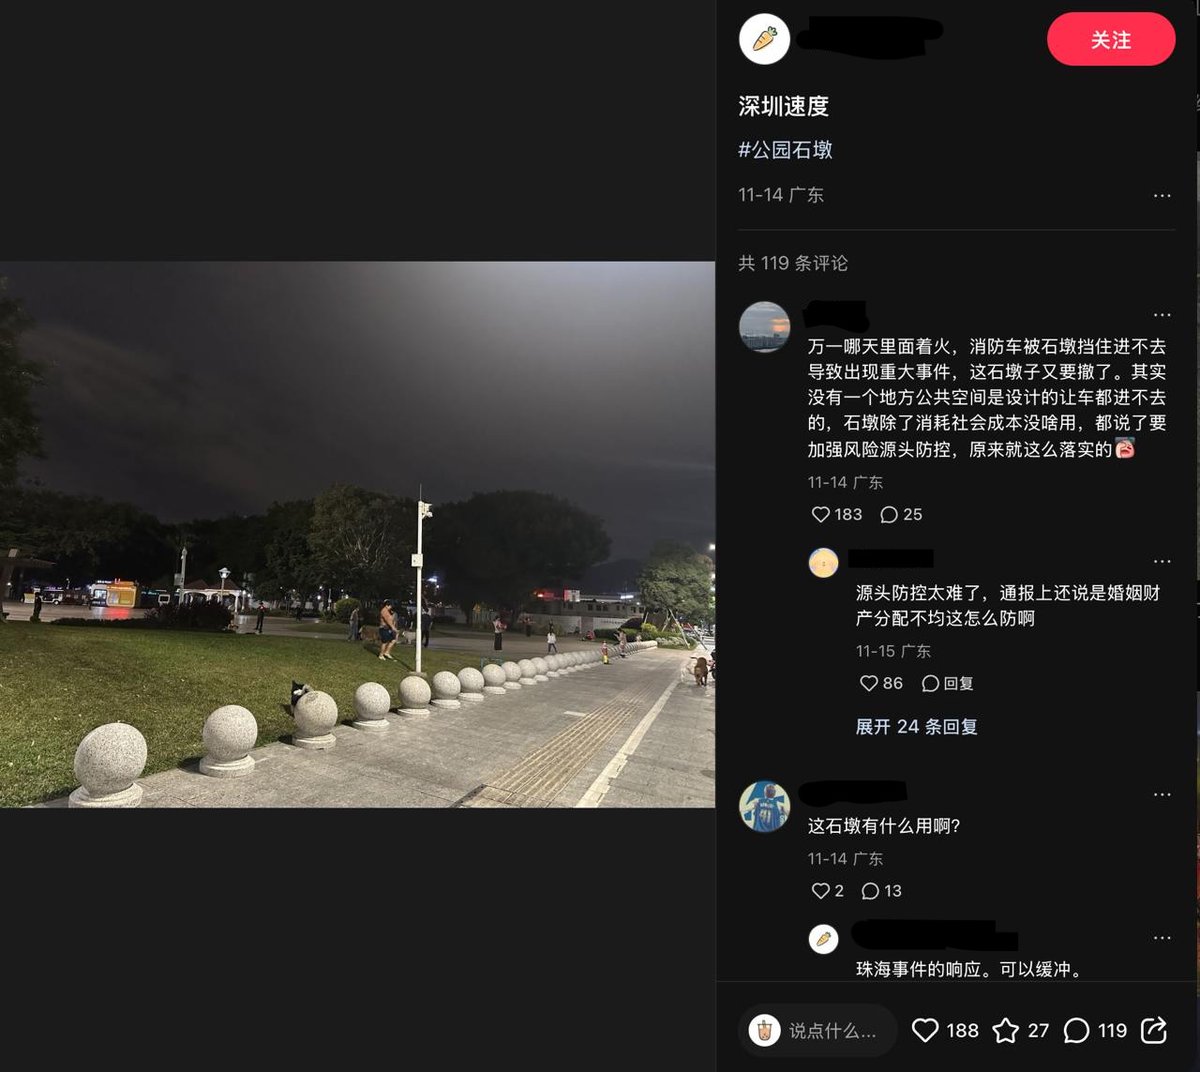 关注
深圳速度
#公园石墩
11-14 广东
共 119 条评论
万一哪天里面着火，消防车被石墩挡住进不去
导致出现重大事件，这石墩子又要撤了。其实
没有一个地方公共空间是设计的让车都进不去
的，石墩除了消耗社会成本没啥用，都说了要
加强风险源头防控，原来就这么落实的
11-14 广东
183 25
源头防控太难了，通报上还说是婚姻财
产分配不均这怎么防啊
11-15 广东
86 回复
展开 24 条回复
这石墩有什么用啊？
11-14 广东
2 13
珠海事件的响应。可以缓冲。
说点什么... 188 27 119